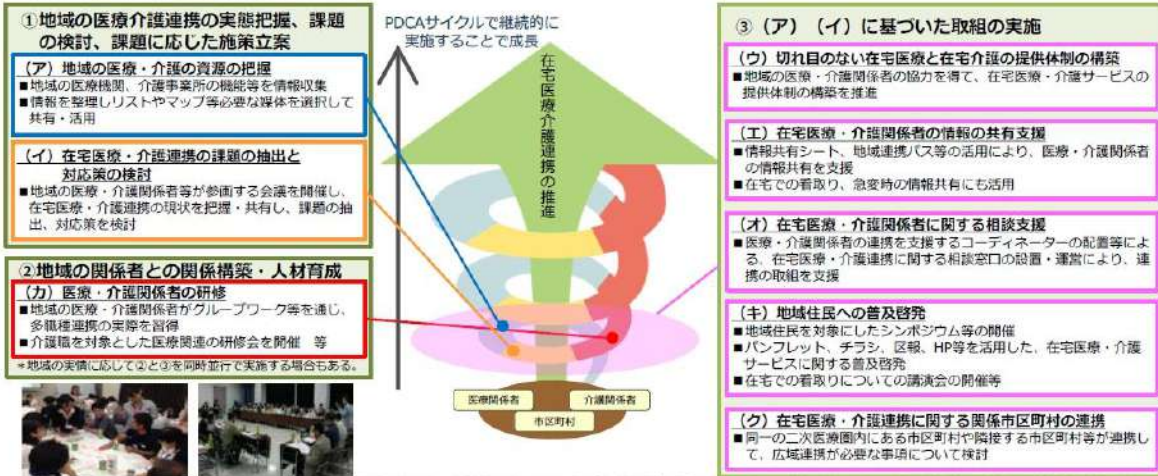 ①地域の医療介護連携の実態把握、課題
の検討、課題に応じた施策立案
(ア)地域の医療・介護の資源の把握
■地域の医療機関、介護事業所の機能等を情報収集
■情報を整理しリストやマップ等必要な媒体を選択して
共有・活用
(イ)在宅医療・介護連携の課題の抽出と
対応策の検討
■地域の医療・介護関係者等が参画する会議を開催し、
在宅医療・介護連携の現状を把握・共有し、課題の抽
出、対応策を検討
②地域の関係者との関係構築・人材育成
(カ)医療・介護関係者の研修
■地域の医療・介護関係者がグループワーク等を通じ、
多職種連携の実際を習得
■介護職を対象とした医療関連の研修会を開催 等
*地域の実情に応じて②と③を同時並行で実施する場合もある。
PDCAサイクルで継続的に
実施することで成長
在宅医療介護連携の推進
医療関係者
介護関係者
市区町村
③(ア)(イ)に基づいた取組の実施
(ウ)切れ目のない在宅医療と在宅介護の提供体制の構築
■地域の医療・介護関係者の協力を得て、在宅医療・介護サービスの
提供体制の構築を推進
(エ)在宅医療・介護関係者の情報の共有支援
■情報共有シート、地域連携パス等の活用により、医療・介護関係者
の情報共有を支援
■在宅での看取り、急変時の情報共有にも活用
(オ)在宅医療・介護関係者に関する相談支援
■医療・介護関係者の連携を支援するコーディネーターの配置等によ
る、在宅医療・介護連携に関する相談窓口の設置・運営により、連
携の取組を支援
(キ)地域住民への普及啓発
■地域住民を対象にしたシンポジウム等の開催
■パンフレット、チラシ、区報、HP等を活用した、在宅医療・介護
サービスに関する普及啓発
■在宅での看取りについての講演会の開催等
(ク)在宅医療・介護連携に関する関係市区町村の連携
■同一の二次医療圏内にある市区町村や隣接する市区町村等が連携し
て、広域連携が必要な事項について検討